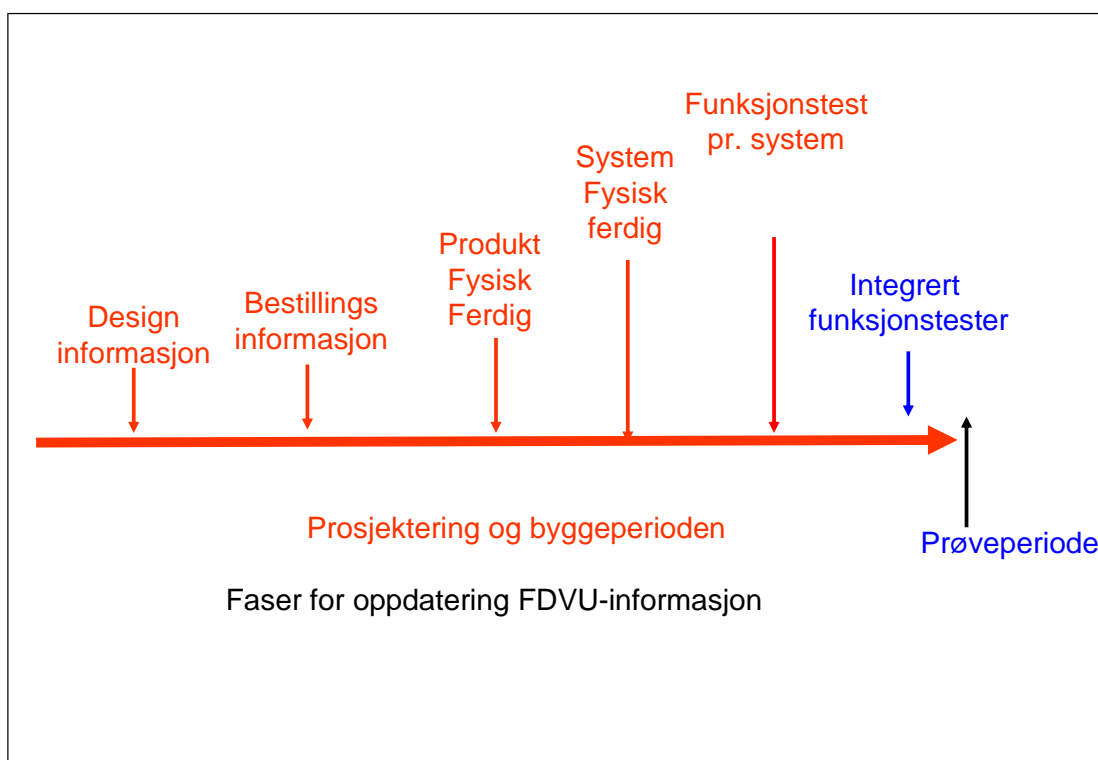 Design
informasjon
Bestillings
informasjon
Produkt
Fysisk
Ferdig
System
Fysisk
ferdig
Funksjonstest
pr. system
Integrert
funksjonstester
Prosjektering og byggeperioden
Prøveperiode
Faser for oppdatering FDVU-informasjon